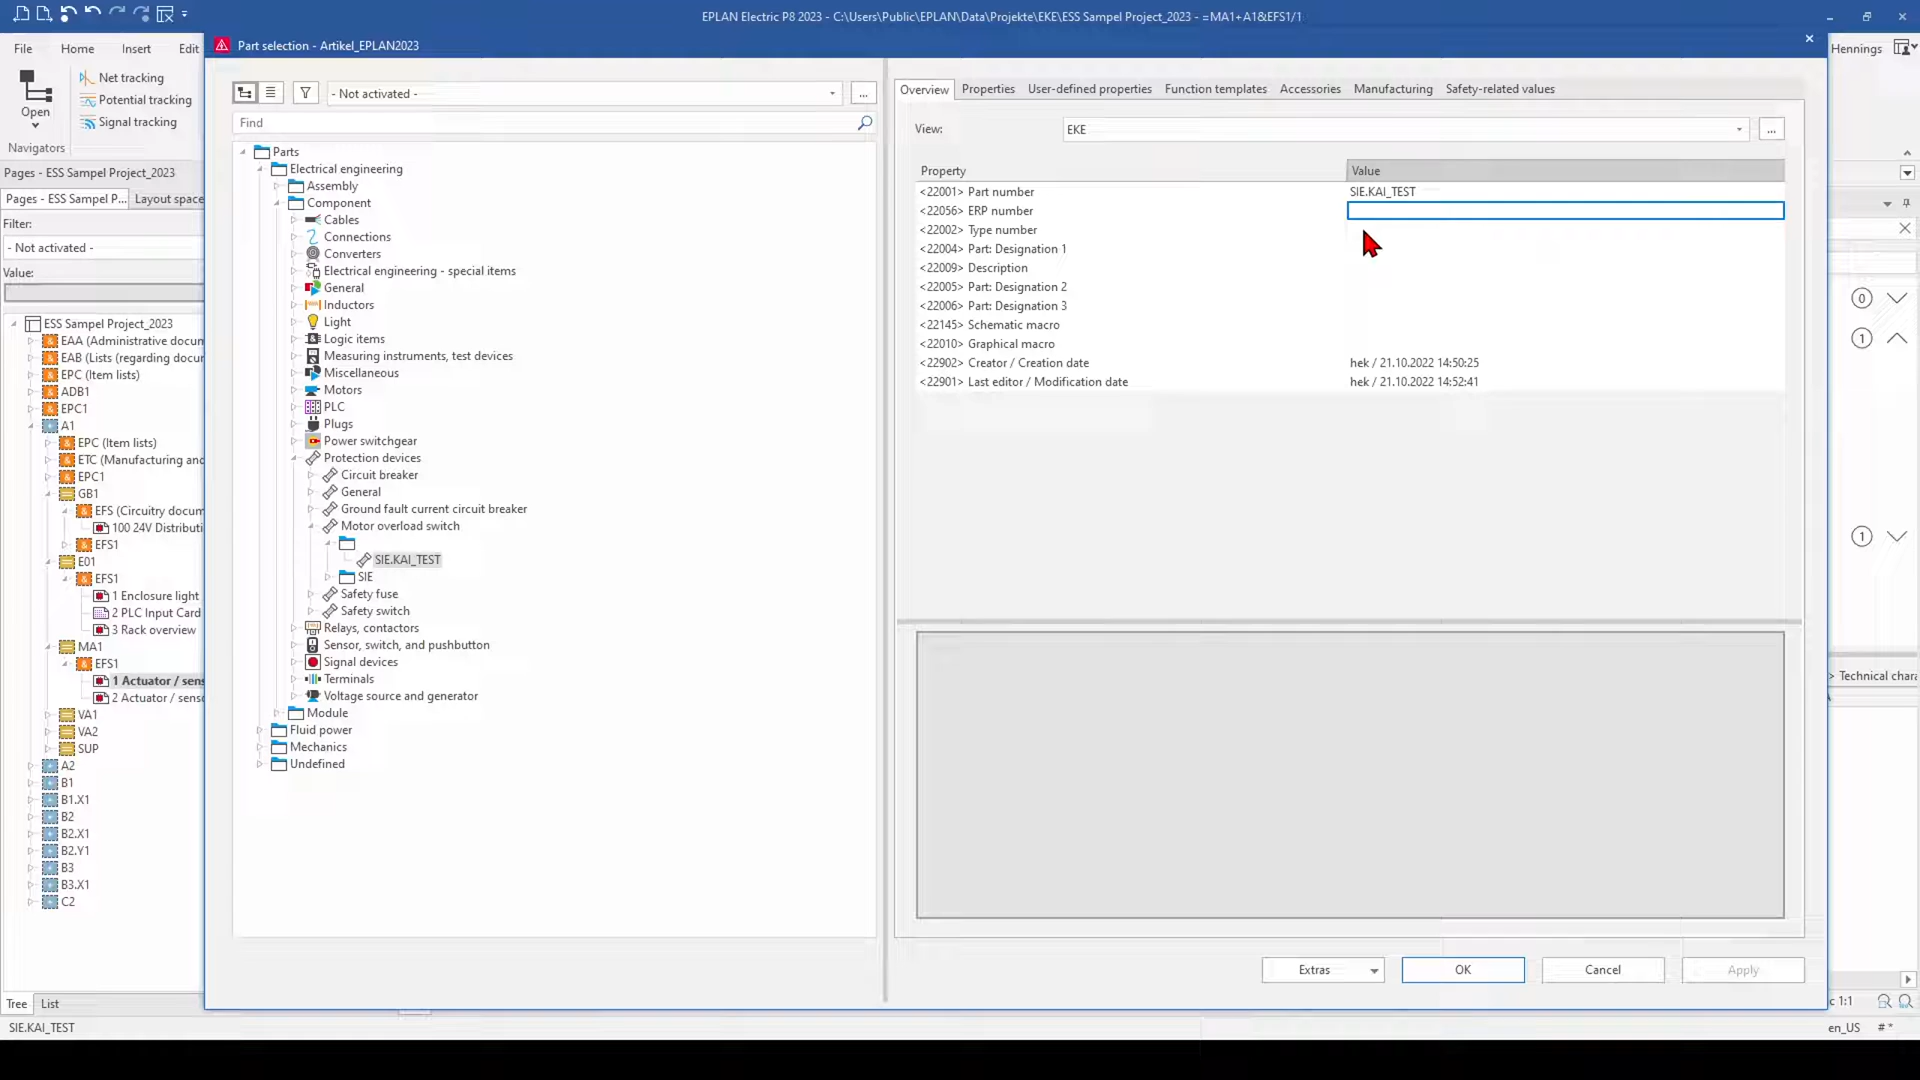 EPLAN Electric P8 2023 - C:\Users\Public\EPLAN\Data\Projekte\EKE\ESS Sampel Project_2023 - =MA1+A1&EFS1/1
File
Home
Insert
Edit
Hennings
Open
Net tracking
Potential tracking
Signal tracking
Navigators
Pages - ESS Sampel Project_2023
Pages - ESS Sampel P...
Layout space
Filter:
- Not activated -
Value:
ESS Sampel Project_2023
EAA (Administrative docum
EAB (Lists (regarding docur
EPC (Item lists)
ADB1
EPC1
A1
EPC (Item lists)
ETC (Manufacturing and
EPC1
GB1
EFS (Circuitry docum
100 24V Distributi
EFS1
E01
EFS1
1 Enclosure light
2 PLC Input Card
3 Rack overview
MA1
EFS1
1 Actuator / sens
2 Actuator / senso
VA1
VA2
SUP
A2
B1
B1.X1
B2
B2.X1
B2.Y1
B3
B3.X1
C2
Tree
List
SIE.KAI_TEST
Part selection - Artikel_EPLAN2023
- Not activated -
...
Find
Parts
Electrical engineering
Assembly
Component
Cables
Connections
Converters
Electrical engineering - special items
General
Inductors
Light
Logic items
Measuring instruments, test devices
Miscellaneous
Motors
PLC
Plugs
Power switchgear
Protection devices
Circuit breaker
General
Ground fault current circuit breaker
Motor overload switch
SIE.KAI_TEST
SIE
Safety fuse
Safety switch
Relays, contactors
Sensor, switch, and pushbutton
Signal devices
Terminals
Voltage source and generator
Module
Fluid power
Mechanics
Undefined
Overview
Properties
User-defined properties
Function templates
Accessories
Manufacturing
Safety-related values
View:
EKE
...
Property
Value
<22001> Part number
SIE.KAI_TEST
<22056> ERP number
<22002> Type number
<22004> Part: Designation 1
<22009> Description
<22005> Part: Designation 2
<22006> Part: Designation 3
<22145> Schematic macro
<22010> Graphical macro
<22902> Creator / Creation date
hek / 21.10.2022 14:50:25
<22901> Last editor / Modification date
hek / 21.10.2022 14:52:41
Extras
OK
Cancel
Apply
0
1
1
> Technical chara
c 1:1
en_US
# *